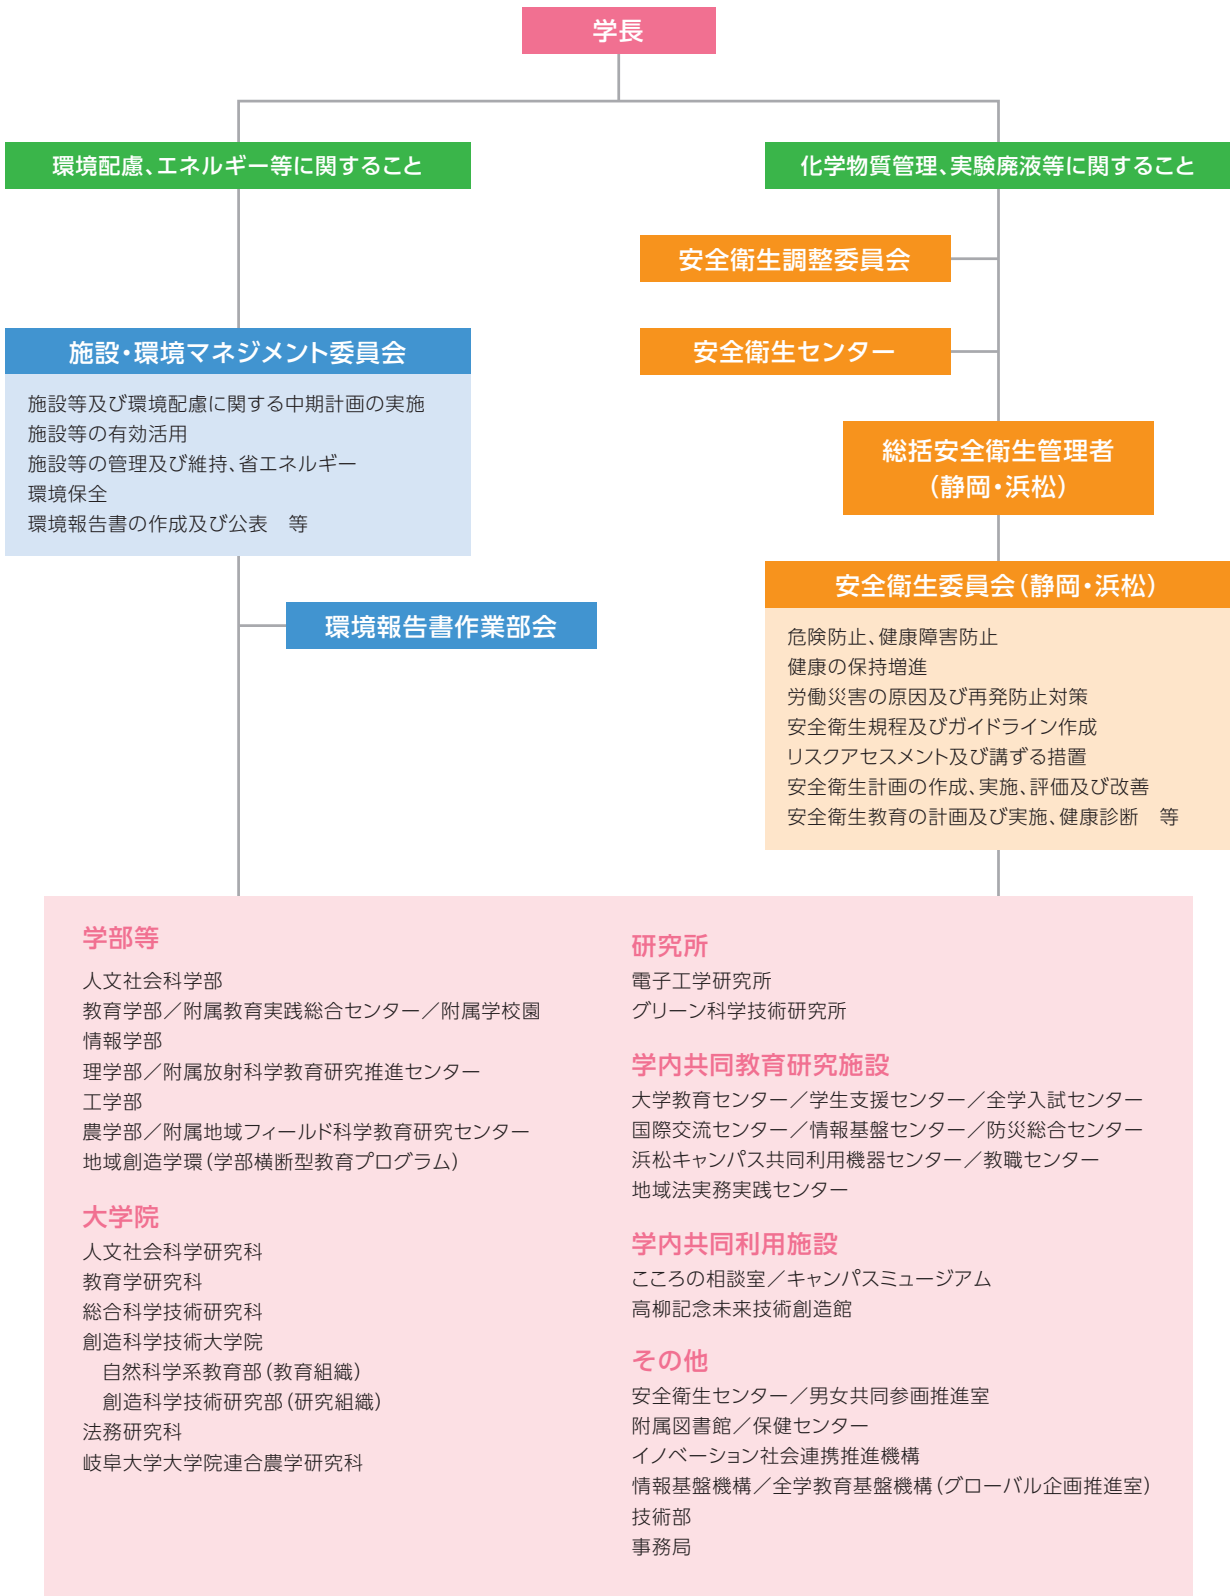 学長
環境配慮、エネルギー等に関すること
化学物質管理、実験廃液等に関すること
安全衛生調整委員会
安全衛生センター
施設・環境マネジメント委員会
施設等及び環境配慮に関する中期計画の実施
施設等の有効活用
施設等の管理及び維持、省エネルギー
環境保全
環境報告書の作成及び公表　等
総括安全衛生管理者
（静岡・浜松）
環境報告書作業部会
安全衛生委員会（静岡・浜松）
危険防止、健康障害防止
健康の保持増進
労働災害の原因及び再発防止対策
安全衛生規程及びガイドライン作成
リスクアセスメント及び講ずる措置
安全衛生計画の作成、実施、評価及び改善
安全衛生教育の計画及び実施、健康診断　等
学部等
人文社会科学部
教育学部／附属教育実践総合センター／附属学校園
情報学部
理学部／附属放射科学教育研究推進センター
工学部
農学部／附属地域フィールド科学教育研究センター
地域創造学環（学部横断型教育プログラム）
大学院
人文社会科学研究科
教育学研究科
総合科学技術研究科
創造科学技術大学院
自然科学系教育部（教育組織）
創造科学技術研究部（研究組織）
法務研究科
岐阜大学大学院連合農学研究科
研究所
電子工学研究所
グリーン科学技術研究所
学内共同教育研究施設
大学教育センター／学生支援センター／全学入試センター
国際交流センター／情報基盤センター／防災総合センター
浜松キャンパス共同利用機器センター／教職センター
地域法実務実践センター
学内共同利用施設
こころの相談室／キャンパスミュージアム
高柳記念未来技術創造館
その他
安全衛生センター／男女共同参画推進室
附属図書館／保健センター
イノベーション社会連携推進機構
情報基盤機構／全学教育基盤機構（グローバル企画推進室）
技術部
事務局